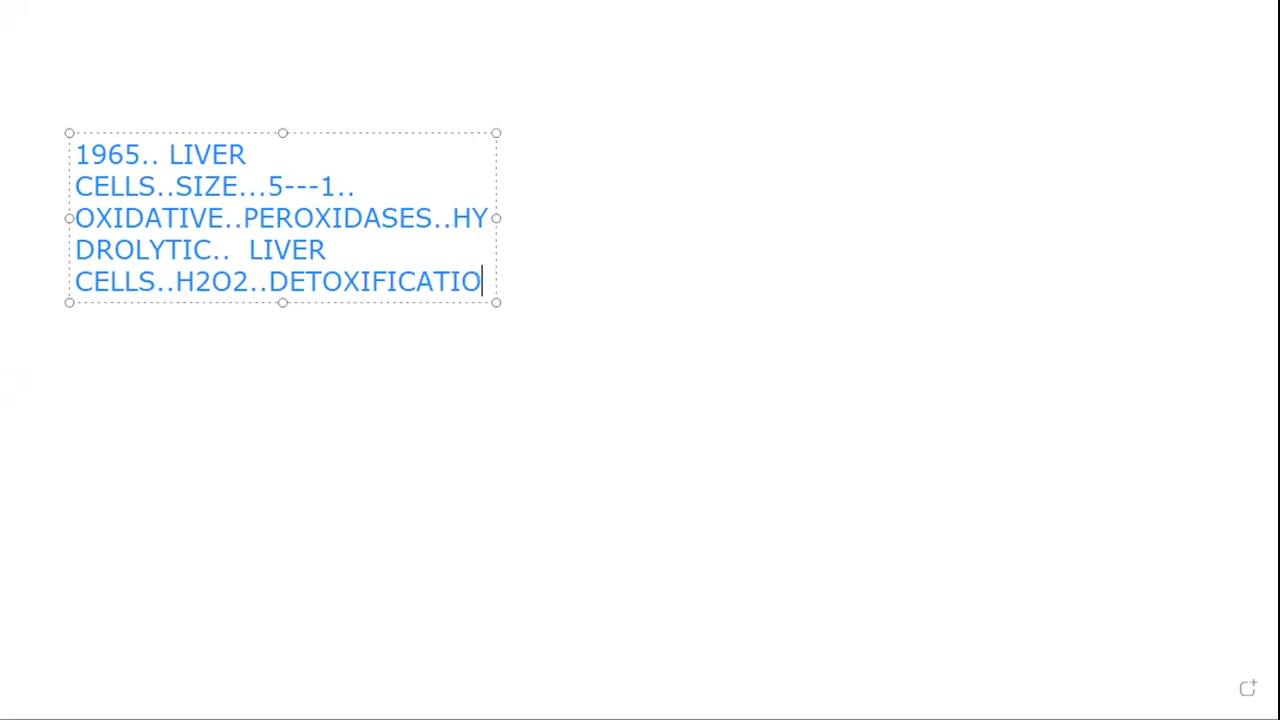 1965.. LIVER
CELLS..SIZE...5---1..
OXIDATIVE..PEROXIDASES..HY
DROLYTIC..  LIVER
CELLS..H2O2..DETOXIFICATIO